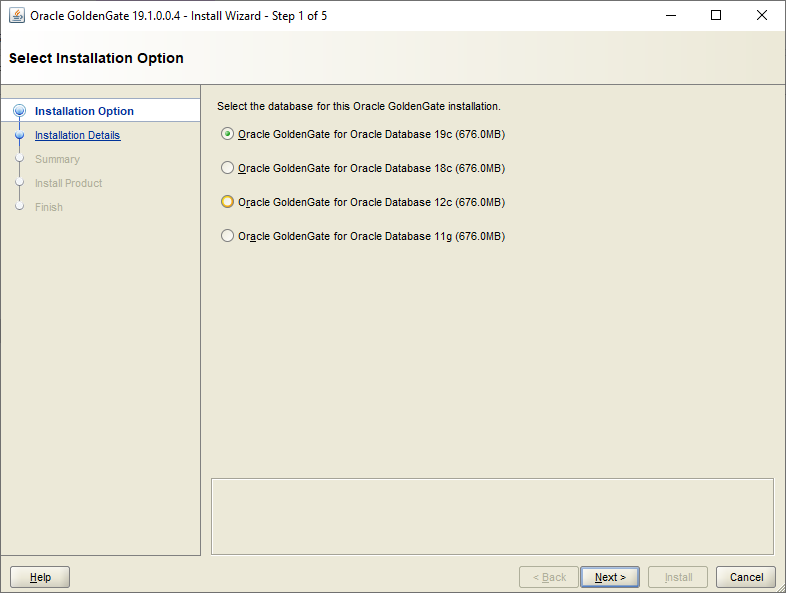 Oracle GoldenGate 19.1.0.0.4 - Install Wizard - Step 1 of 5
Select Installation Option
Installation Option
Installation Details
Summary
Install Product
Finish
Select the database for this Oracle GoldenGate installation.
Oracle GoldenGate for Oracle Database 19c (676.0MB)
Oracle GoldenGate for Oracle Database 18c (676.0MB)
Oracle GoldenGate for Oracle Database 12c (676.0MB)
Oracle GoldenGate for Oracle Database 11g (676.0MB)
Help
< Back
Next >
Install
Cancel